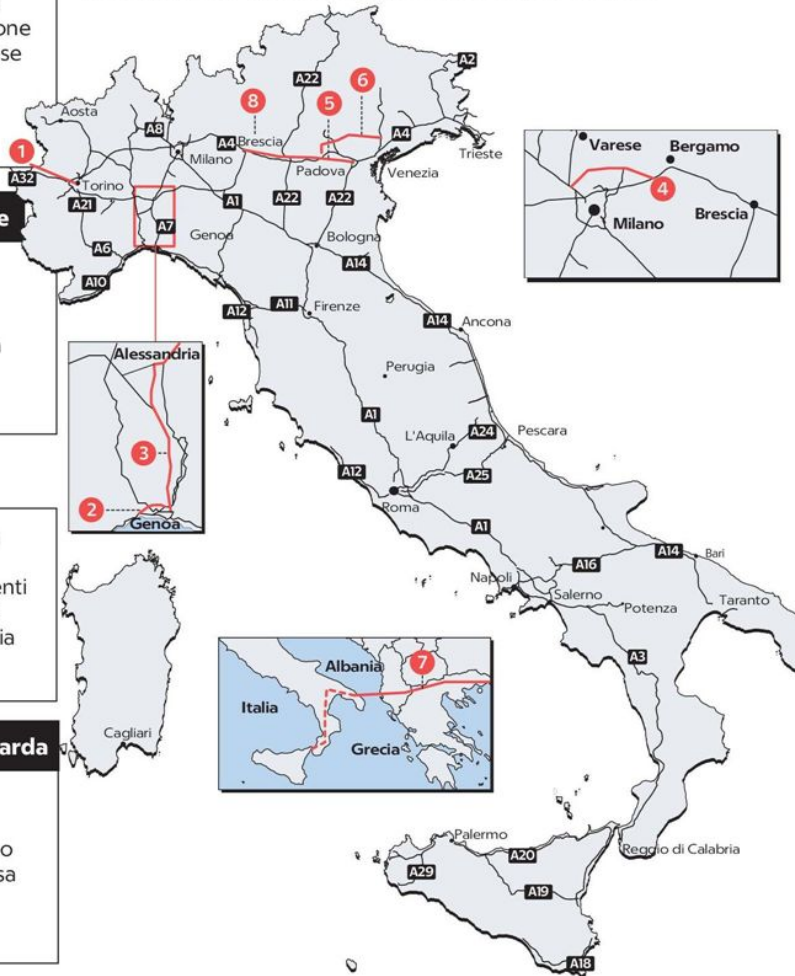 one
se
e
enti
ia
arda
o
sa
A2
A22
6
5
8
Aosta
A8
A4
Brescia
A4
Trieste
1
Milano
Padova
Venezia
A32
Torino
A21
A1
A22
A22
A7
Genoa
Bologna
A6
A14
A10
A12
A11
Firenze
A14
Ancona
Perugia
A1
L'Aquila
A24
Pescara
A12
A25
Roma
A1
A14
Bari
A16
Napoli
Salerno
Potenza
Taranto
A3
Cagliari
Palermo
Reggio di Calabria
A20
A29
A19
A18
Varese
Bergamo
4
Milano
Brescia
Alessandria
3
2
Genoa
Albania
7
Italia
Grecia